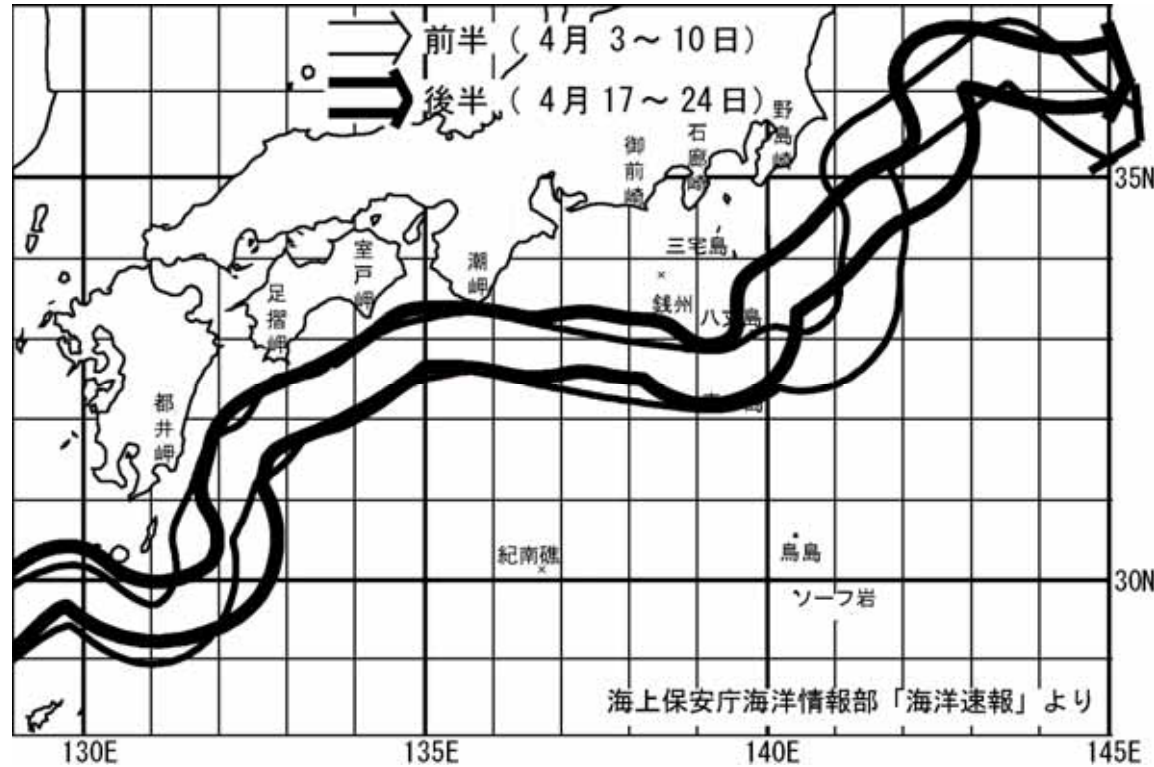 前半 ( 4月 3～10日)
後半 ( 4月 17～24日)
野島崎
石廊崎
御前崎
35N
三宅島
室戸岬
潮岬
足摺岬
銭州
八丈島
都井岬
紀南礁
鳥島
30N
ソーフ岩
海上保安庁海洋情報部「海洋速報」より
130E
135E
140E
145E